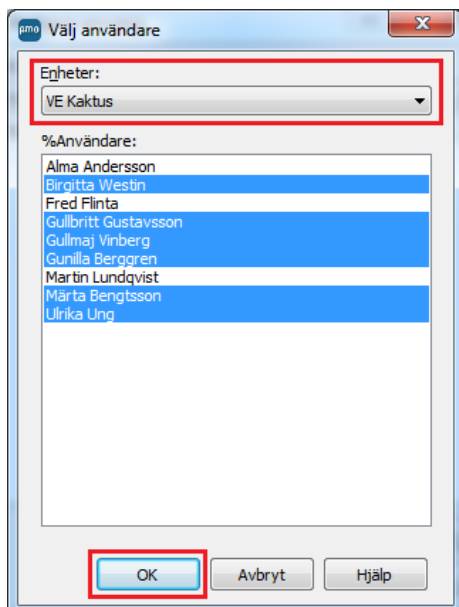 pmo Välj användare
Enheter:
VE Kaktus
%Användare:
Alma Andersson
Birgitta Westin
Fred Flinta
Gullbritt Gustavsson
Gullmaj Vinberg
Gunilla Berggren
Martin Lundqvist
Märta Bengtsson
Ulrika Ung
OK Avbryt Hjälp